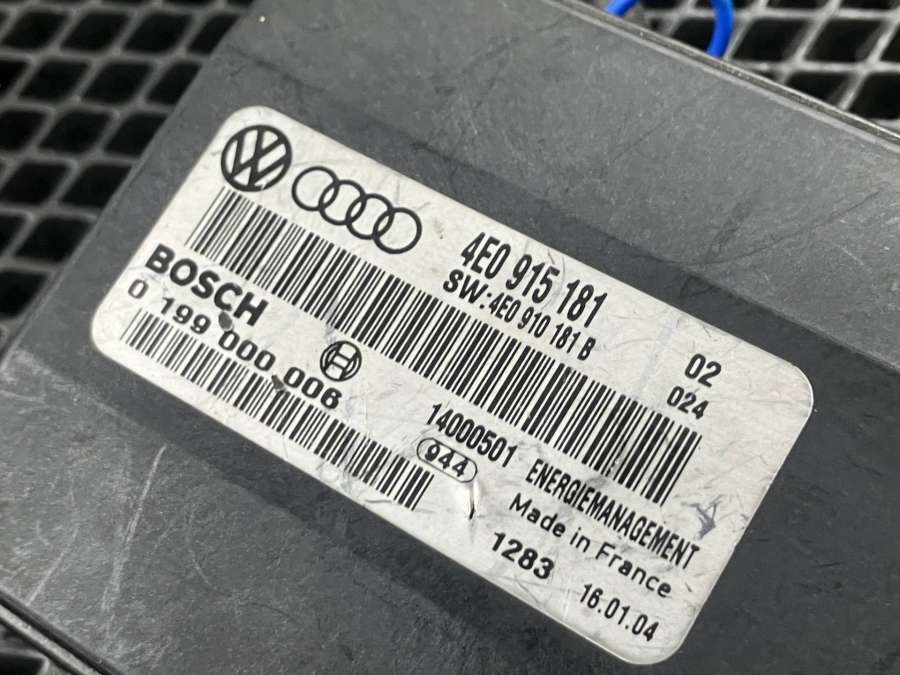 4E0 915 181
SW:4E0 910 181 B
02
024
BOSCH
0 199 000 006
14000501
944
ENERGIEMANAGEMENT
Made in France
1283
16.01.04